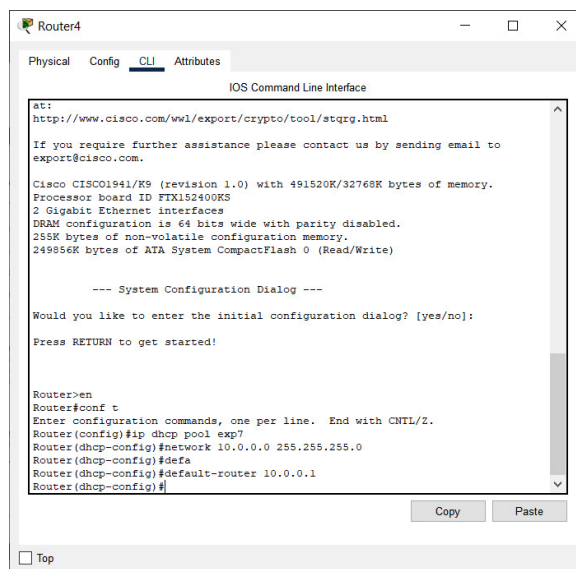 Router4
Physical Config CLI Attributes
IOS Command Line Interface
at:
http://www.cisco.com/wwl/export/crypto/tool/stqrg.html
If you require further assistance please contact us by sending email to
export@cisco.com.
Cisco CISCO1941/K9 (revision 1.0) with 491520K/32768K bytes of memory.
Processor board ID FTX152400KS
2 Gigabit Ethernet interfaces
DRAM configuration is 64 bits wide with parity disabled.
255K bytes of non-volatile configuration memory.
249856K bytes of ATA System CompactFlash 0 (Read/Write)
--- System Configuration Dialog ---
Would you like to enter the initial configuration dialog? [yes/no]:
Press RETURN to get started!
Router>en
Router#conf t
Enter configuration commands, one per line.  End with CNTL/Z.
Router(config)#ip dhcp pool exp7
Router(dhcp-config)#network 10.0.0.0 255.255.255.0
Router(dhcp-config)#defa
Router(dhcp-config)#default-router 10.0.0.1
Router(dhcp-config)#
Copy Paste
Top